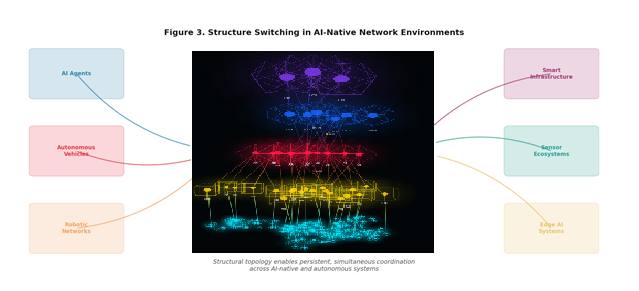 Figure 3. Structure Switching in AI-Native Network Environments
AI Agents
Smart
Infrastructure
Autonomous
Vehicles
Sensor
Ecosystems
Robotic
Networks
Edge AI
Systems
Structural topology enables persistent, simultaneous coordination
across AI-native and autonomous systems